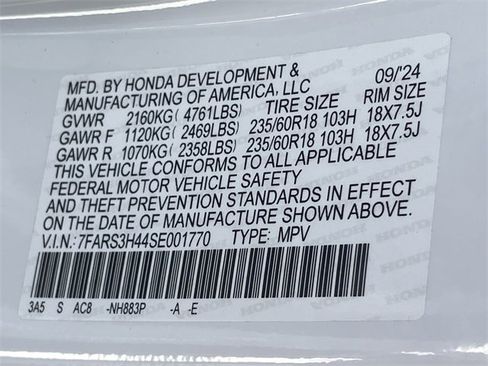 MFD. BY HONDA DEVELOPMENT & 09/'24
MANUFACTURING OF AMERICA, LLC
GVWR 2160KG ( 4761LBS) TIRE SIZE RIM SIZE
GAWR F 1120KG ( 2469LBS) 235/60R18 103H 18X7.5J
GAWR R 1070KG ( 2358LBS) 235/60R18 103H 18X7.5J
THIS VEHICLE CONFORMS TO ALL APPLICABLE
FEDERAL MOTOR VEHICLE SAFETY
AND THEFT PREVENTION STANDARDS IN EFFECT
ON THE DATE OF MANUFACTURE SHOWN ABOVE.
V.I.N.: 7FARS3H44SE001770 TYPE: MPV
3A5 S AC8 -NH883P -A -E